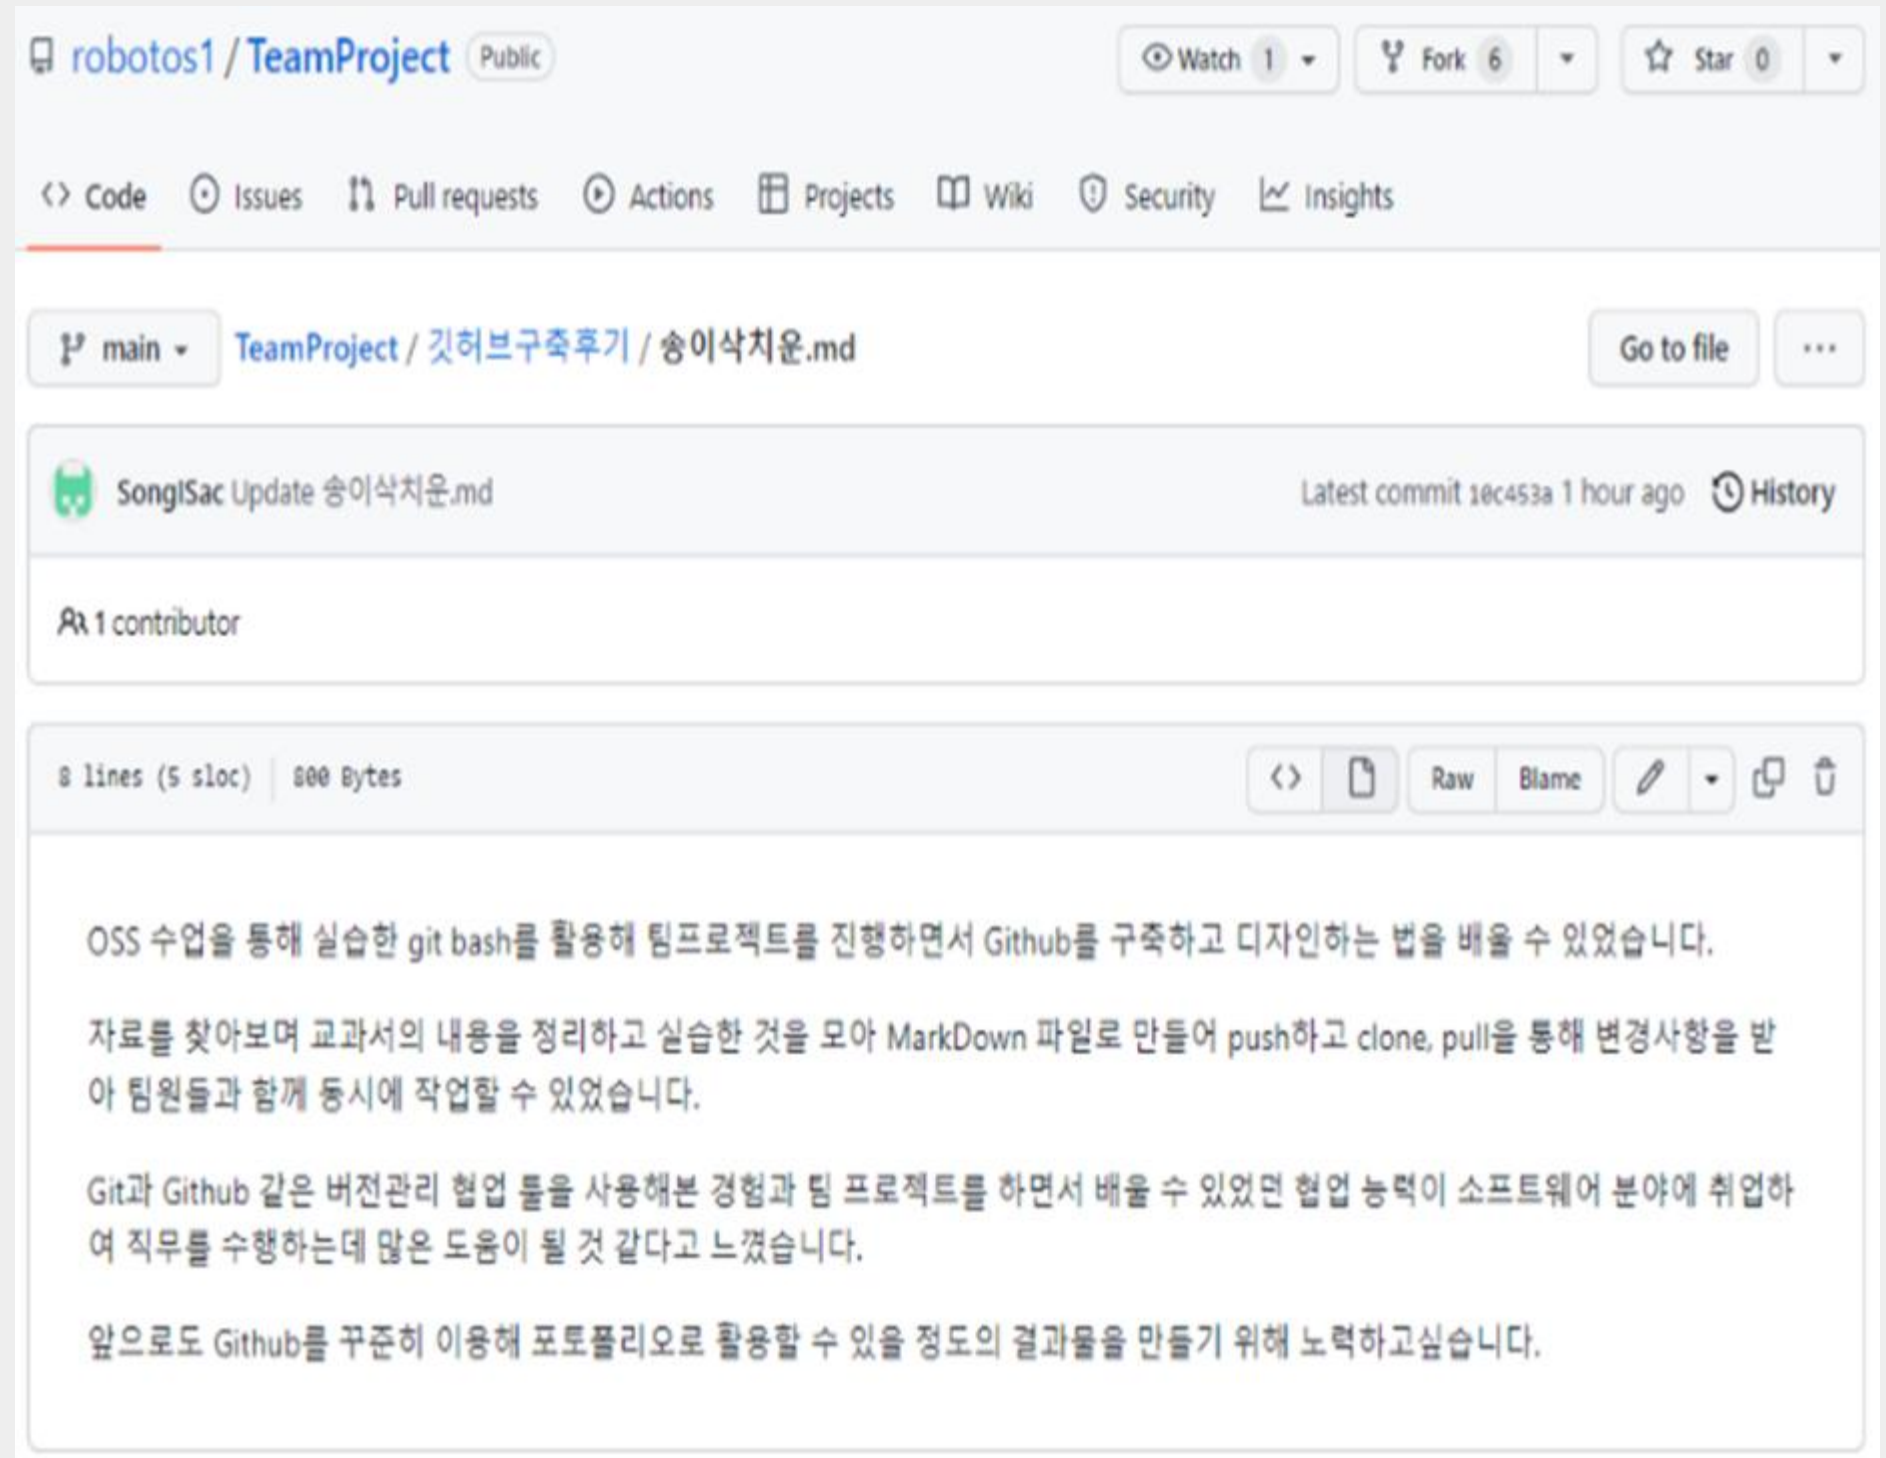 robotos1 / TeamProject Public Watch 1 Fork 6 Star 0
Code Issues Pull requests Actions Projects Wiki Security Insights
main TeamProject / 깃허브구축후기 / 송이삭치운.md Go to file ...
SongISac Update 송이삭치운.md Latest commit 10c453a 1 hour ago History
1 contributor
8 lines (5 sloc) 800 Bytes Raw Blame
OSS 수업을 통해 실습한 git bash를 활용해 팀프로젝트를 진행하면서 Github를 구축하고 디자인하는 법을 배울 수 있었습니다.
자료를 찾아보며 교과서의 내용을 정리하고 실습한 것을 모아 MarkDown 파일로 만들어 push하고 clone, pull을 통해 변경사항을 받
아 팀원들과 함께 동시에 작업할 수 있었습니다.
Git과 Github 같은 버전관리 협업 툴을 사용해본 경험과 팀 프로젝트를 하면서 배울 수 있었던 협업 능력이 소프트웨어 분야에 취업하
여 직무를 수행하는데 많은 도움이 될 것 같다고 느꼈습니다.
앞으로도 Github를 꾸준히 이용해 포토폴리오로 활용할 수 있을 정도의 결과물을 만들기 위해 노력하고싶습니다.